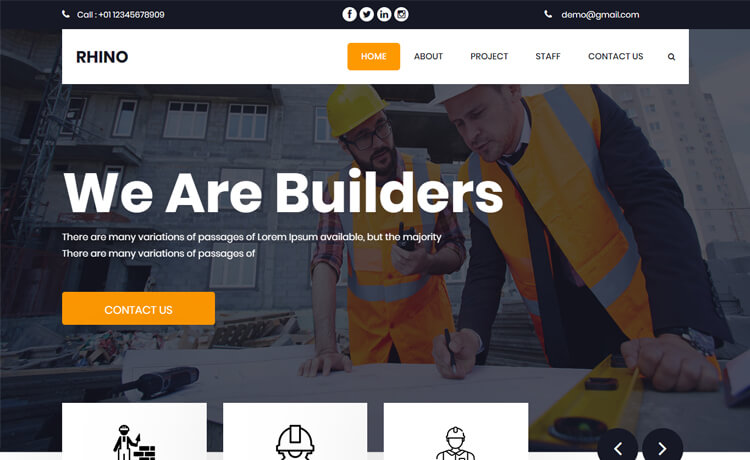 Call : +01 12345678909
demo@gmail.com
RHINO
HOME ABOUT PROJECT STAFF CONTACT US
We Are Builders
There are many variations of passages of Lorem Ipsum available, but the majority
There are many variations of passages of
CONTACT US